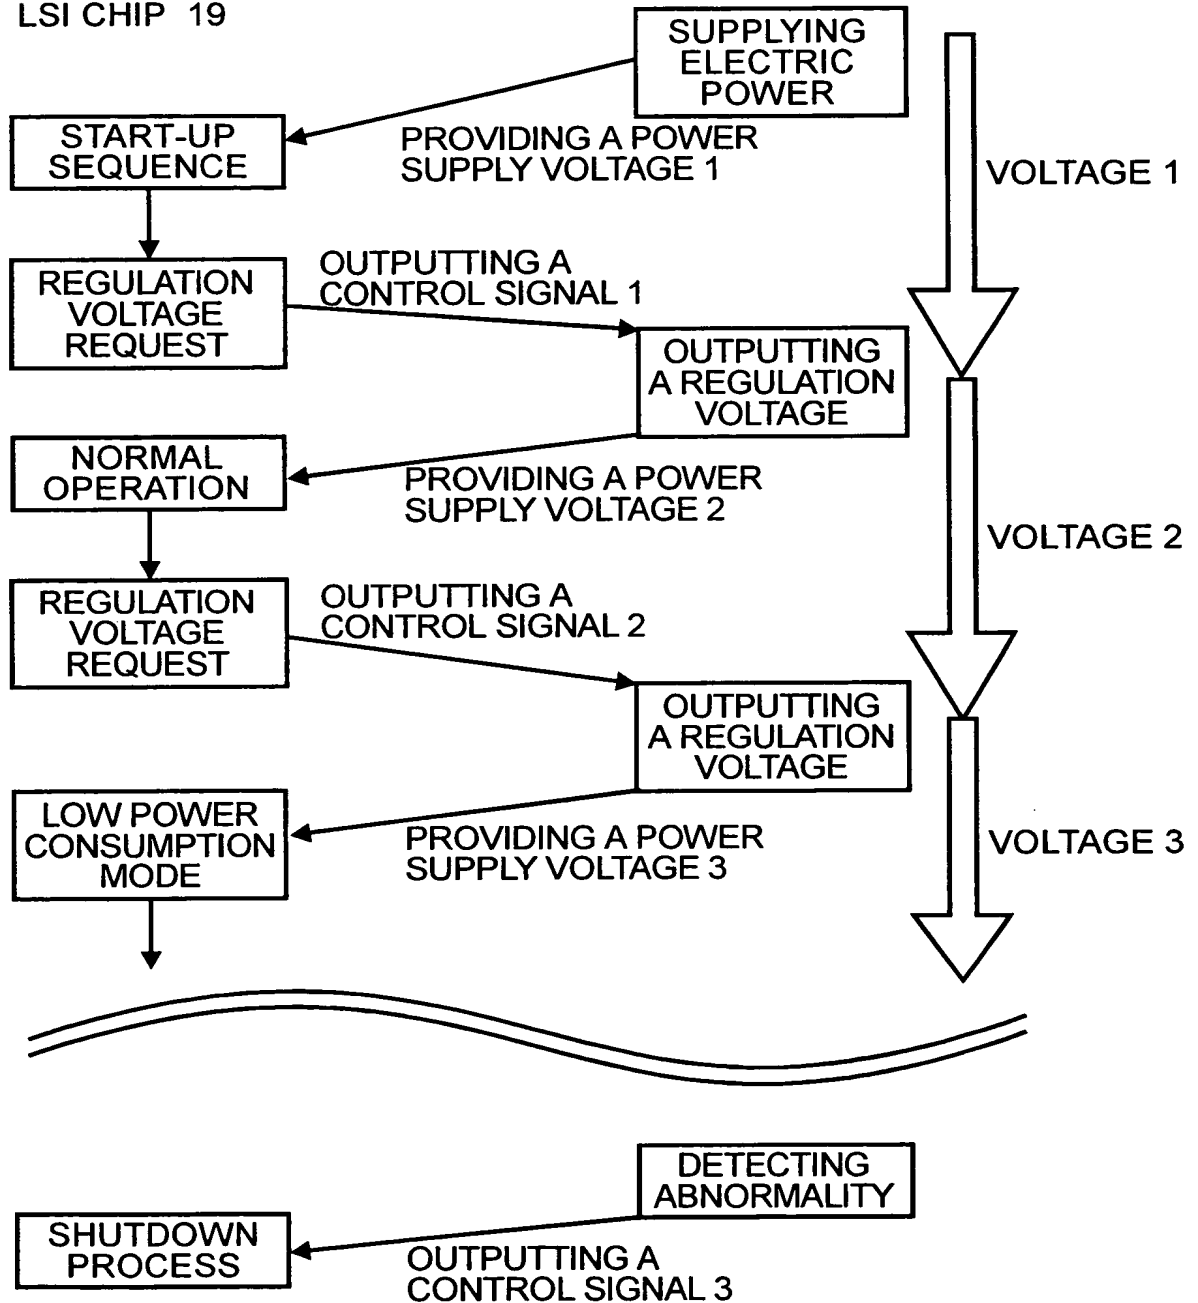 LSI CHIP 19
SUPPLYING
ELECTRIC
POWER
START-UP
SEQUENCE
PROVIDING A POWER
SUPPLY VOLTAGE 1
VOLTAGE 1
REGULATION
VOLTAGE
REQUEST
OUTPUTTING A
CONTROL SIGNAL 1
OUTPUTTING
A REGULATION
VOLTAGE
NORMAL
OPERATION
PROVIDING A POWER
SUPPLY VOLTAGE 2
VOLTAGE 2
REGULATION
VOLTAGE
REQUEST
OUTPUTTING A
CONTROL SIGNAL 2
OUTPUTTING
A REGULATION
VOLTAGE
LOW POWER
CONSUMPTION
MODE
PROVIDING A POWER
SUPPLY VOLTAGE 3
VOLTAGE 3
DETECTING
ABNORMALITY
SHUTDOWN
PROCESS
OUTPUTTING A
CONTROL SIGNAL 3